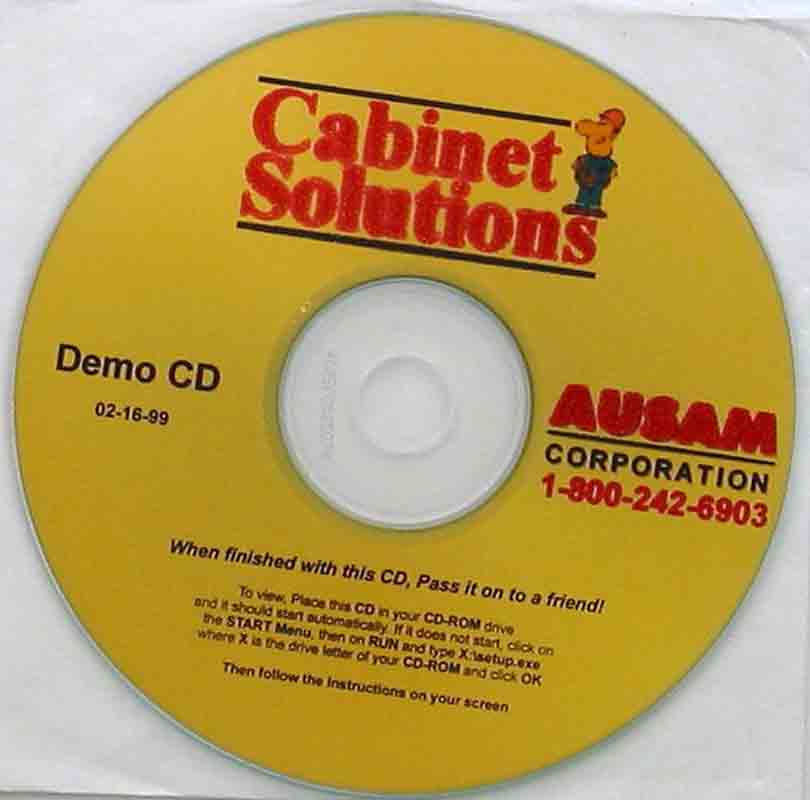 Cabinet
Solutions
Demo CD
02-16-99
AUSAM
CORPORATION
1-800-242-6903
When finished with this CD, Pass it on to a friend!
To view, Place this CD in your CD-ROM drive
and it should start automatically. If it does not start, click on
the START Menu, then on RUN and type X:\setup.exe
where X is the drive letter of your CD-ROM and click OK
Then follow the Instructions on your screen